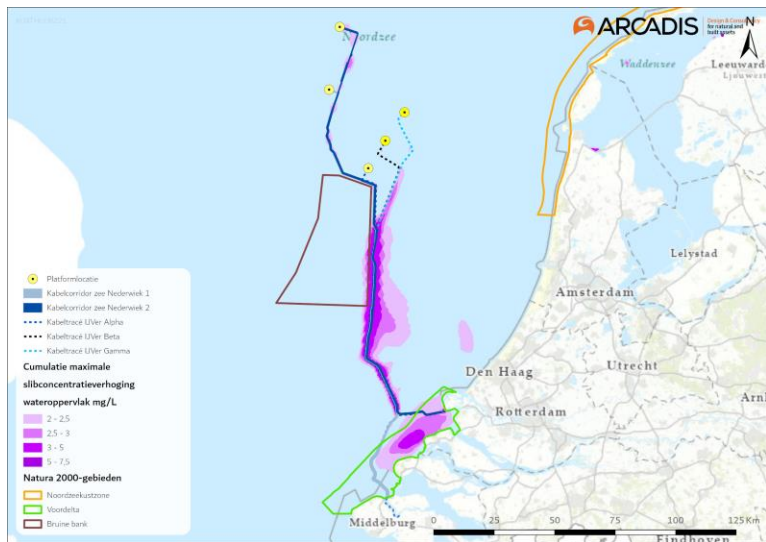 Noordzee
ARCADIS
Design & Consultancy
for natural and
built assets
N
Waddenzee
Leeuward
Ljouwest
Lelystad
Amsterdam
Utrecht
Den Haag
Rotterdam
Arnh
Middelburg
Eindhoven
Platformlocatie
Kabelcorridor zee Nederwiek 1
Kabelcorridor zee Nederwiek 2
Kabeltracé IJVer Alpha
Kabeltracé IJVer Beta
Kabeltracé IJVer Gamma
Cumulatie maximale
slibconcentratieverhoging
wateroppervlak mg/L
2 - 2,5
2,5 - 3
3 - 5
5 - 7,5
Natura 2000-gebieden
Noordzeekustzone
Voordelta
Bruine bank
0 25 50 75 100 125 Km